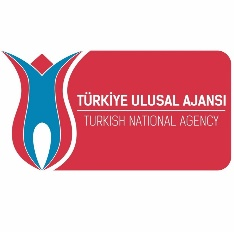 TÜRKİYE ULUSAL AJANSI
TURKISH NATIONAL AGENCY